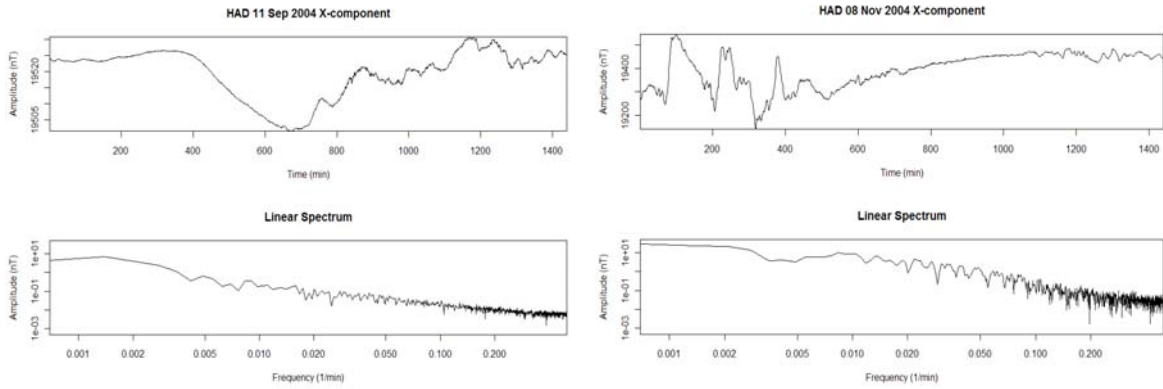 HAD 11 Sep 2004 X-component
Amplitude (nT)
19505 19520
200 400 600 800 1000 1200 1400
Time (min)
Linear Spectrum
Amplitude (nT)
1e-03 1e-01 1e+01
0.001 0.002 0.005 0.010 0.020 0.050 0.100 0.200
Frequency (1/min)
HAD 08 Nov 2004 X-component
Amplitude (nT)
19200 19400
200 400 600 800 1000 1200 1400
Time (min)
Linear Spectrum
Amplitude (nT)
1e-03 1e-01 1e+01
0.001 0.002 0.005 0.010 0.020 0.050 0.100 0.200
Frequency (1/min)